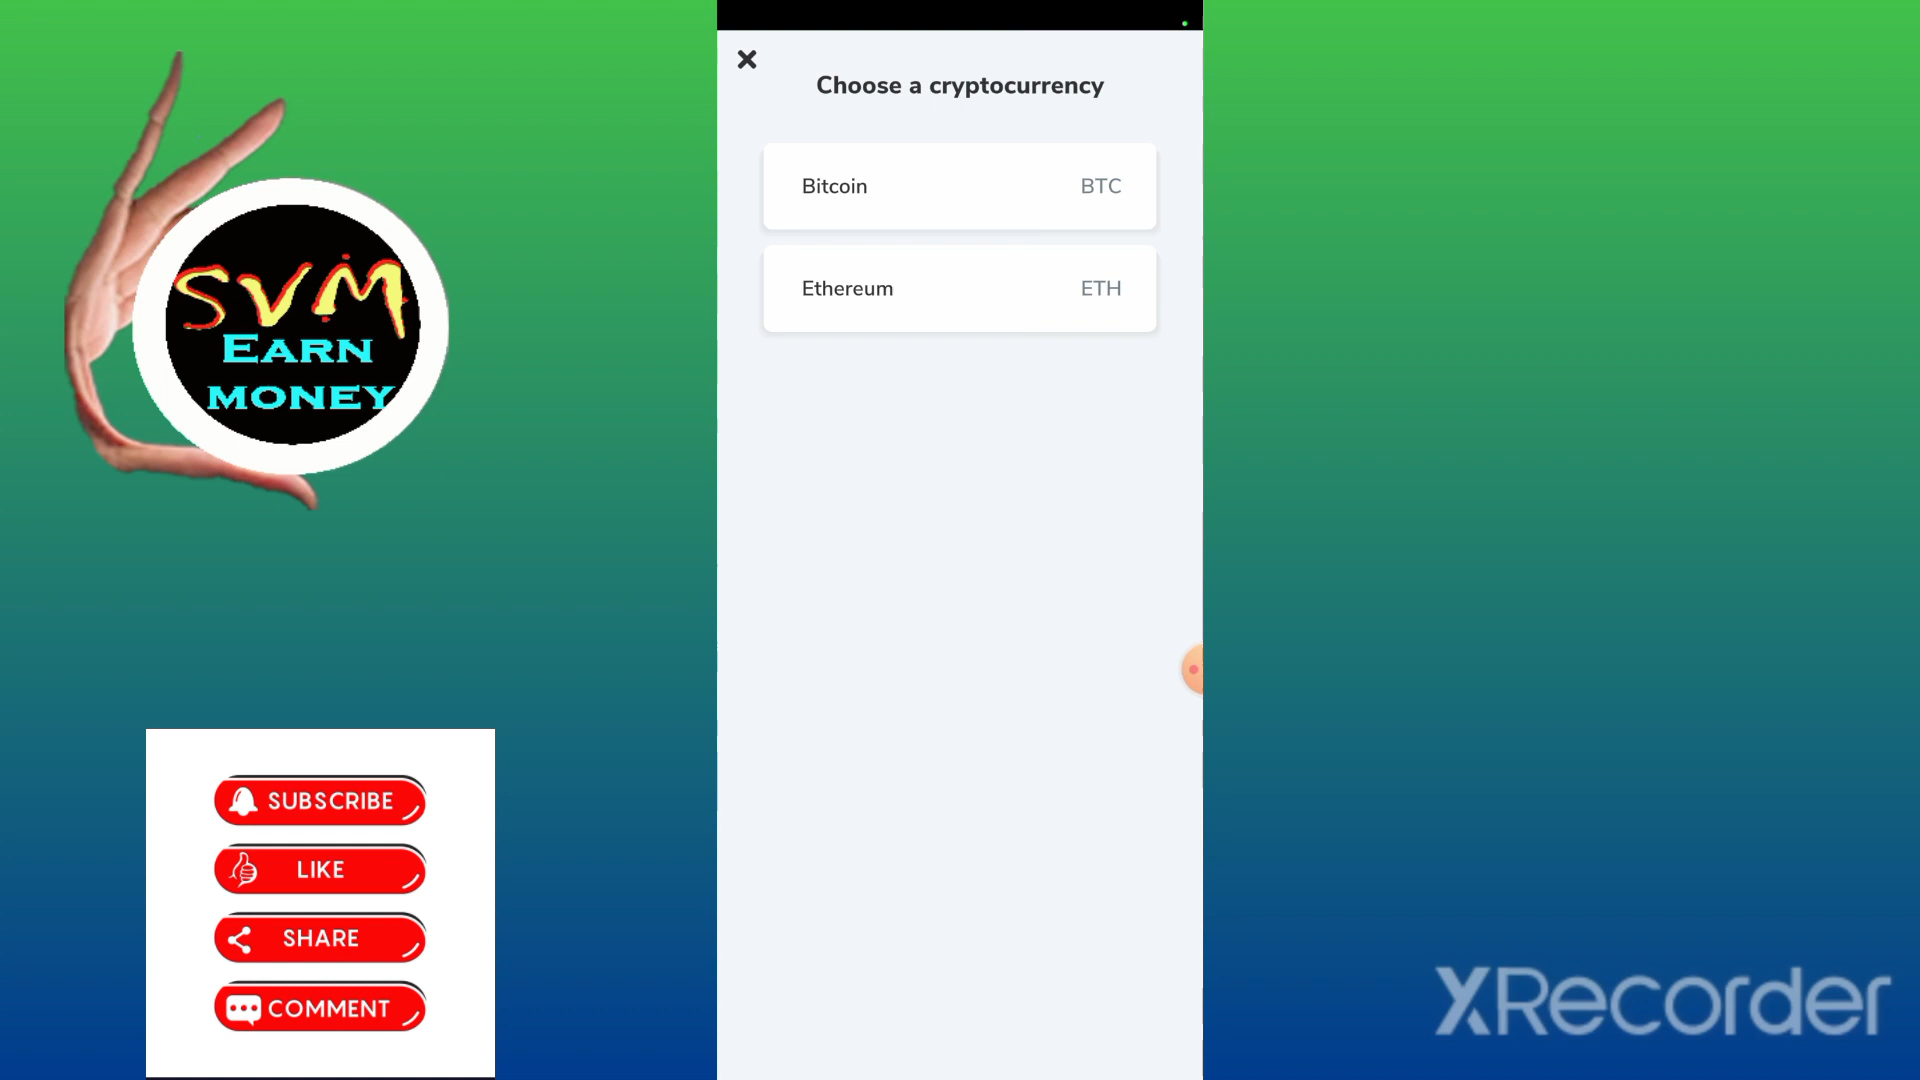 SVM
EARN
MONEY
SUBSCRIBE
LIKE
SHARE
COMMENT
Choose a cryptocurrency
Bitcoin BTC
Ethereum ETH
XRecorder